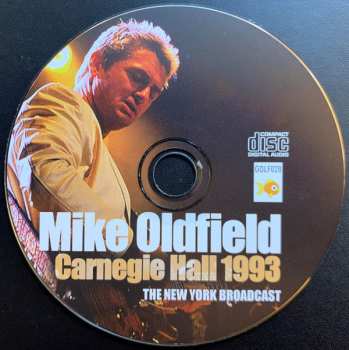 COMPACT
disc
DIGITAL AUDIO
GOLF028
Mike Oldfield
Carnegie Hall 1993
THE NEW YORK BROADCAST